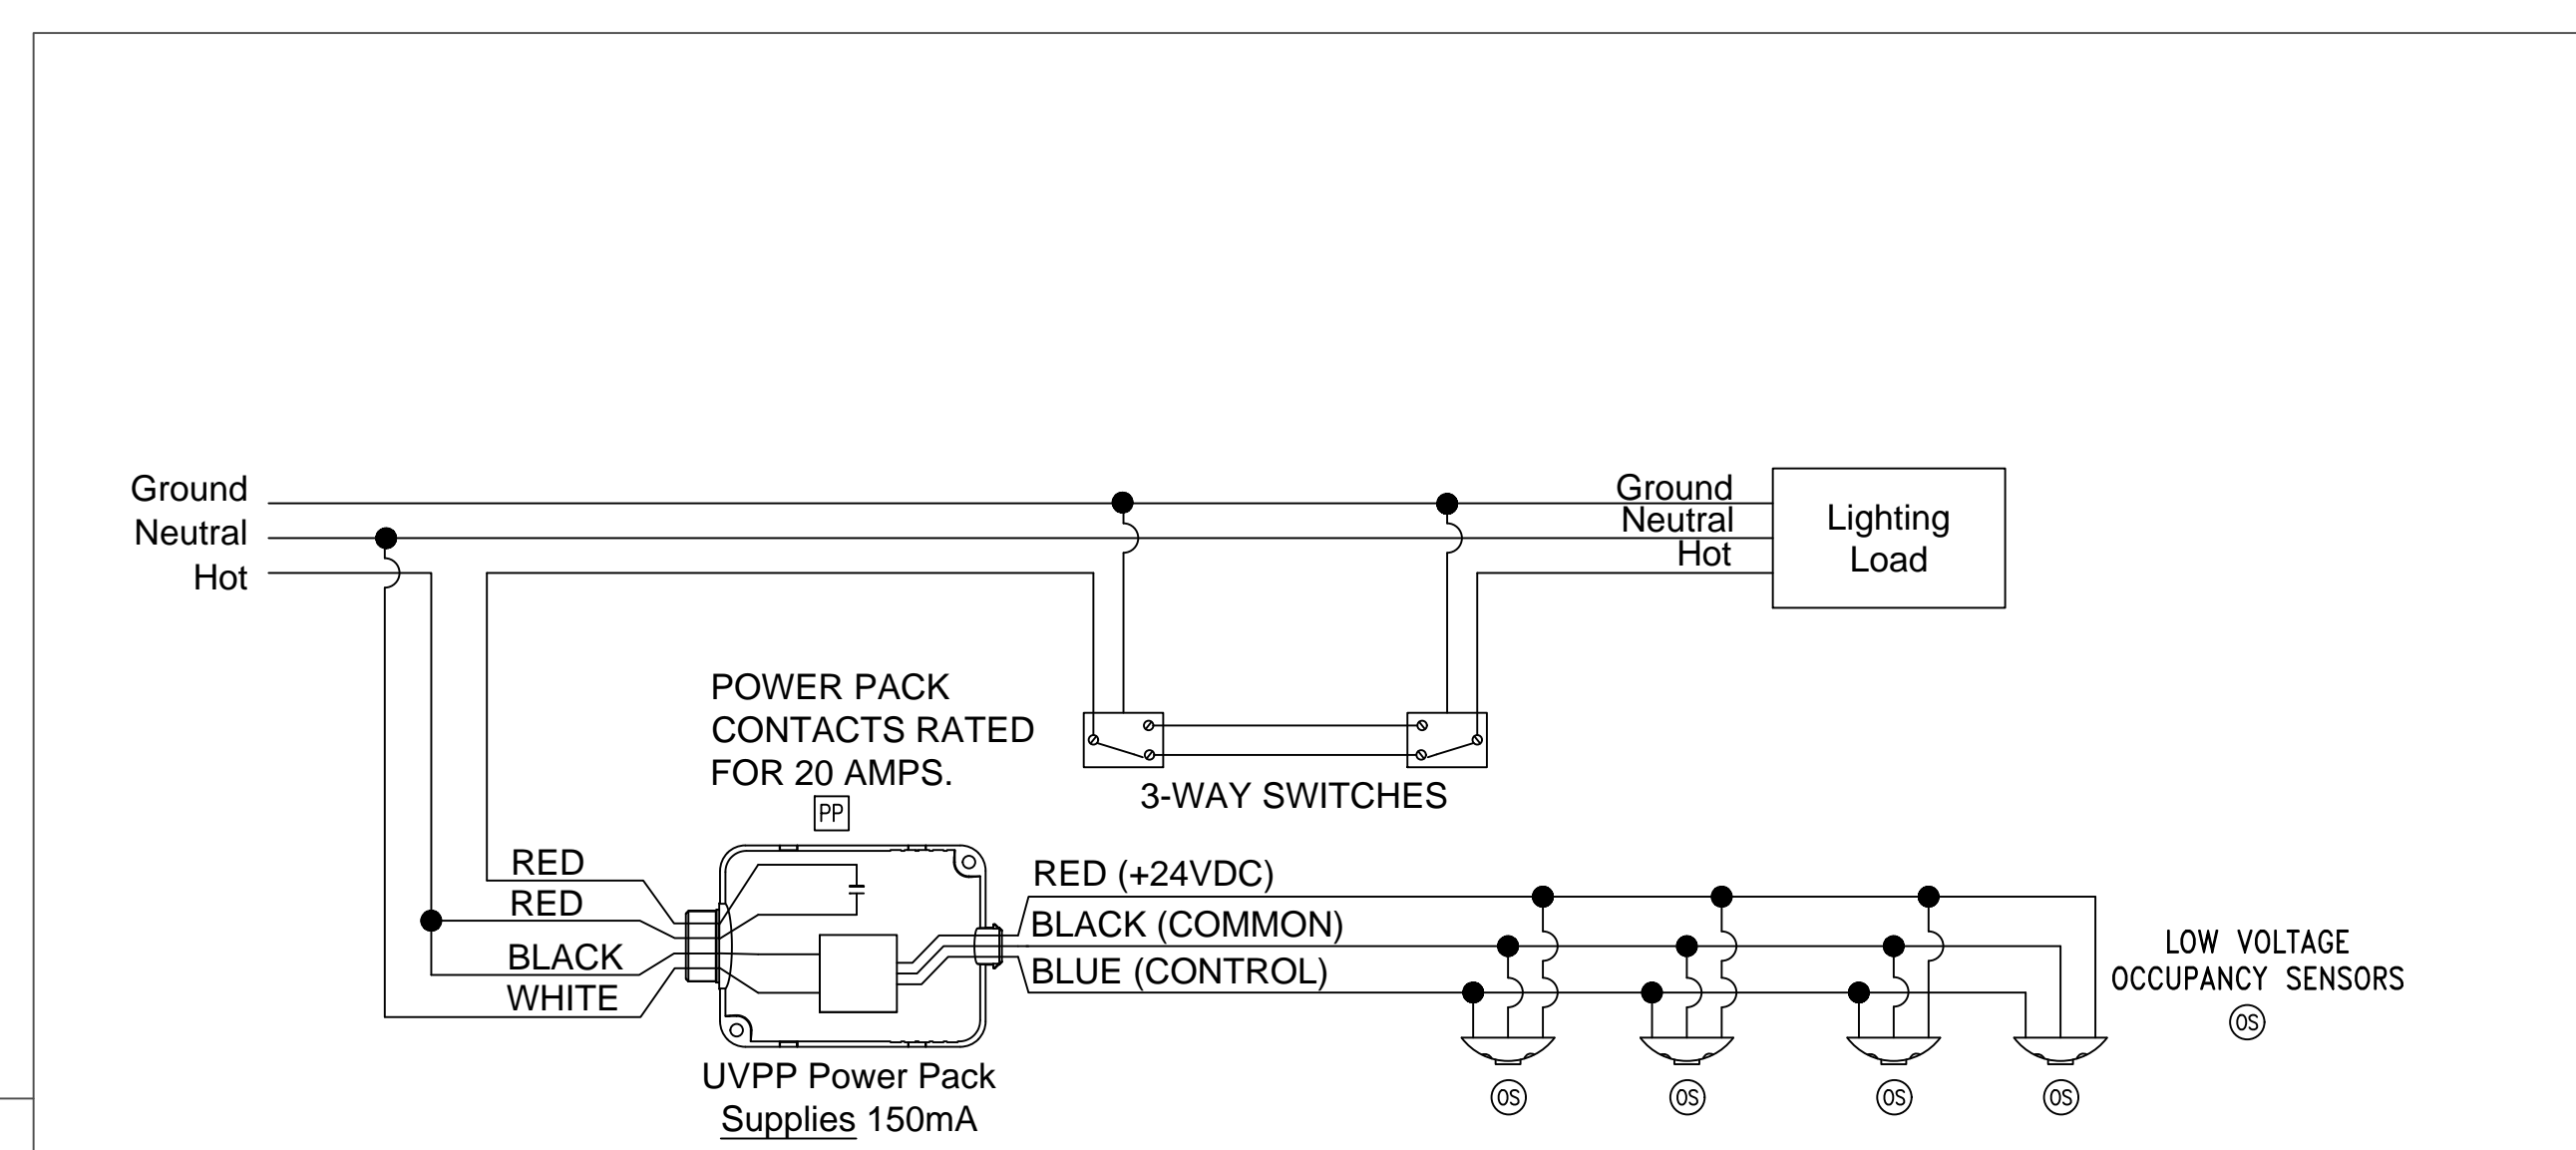 Ground
Neutral
Hot
Ground
Neutral
Hot
Lighting
Load
POWER PACK
CONTACTS RATED
FOR 20 AMPS.
PP
3-WAY SWITCHES
RED
RED
BLACK
WHITE
RED (+24VDC)
BLACK (COMMON)
BLUE (CONTROL)
LOW VOLTAGE
OCCUPANCY SENSORS
OS
UVPP Power Pack
Supplies 150mA
OS
OS
OS
OS